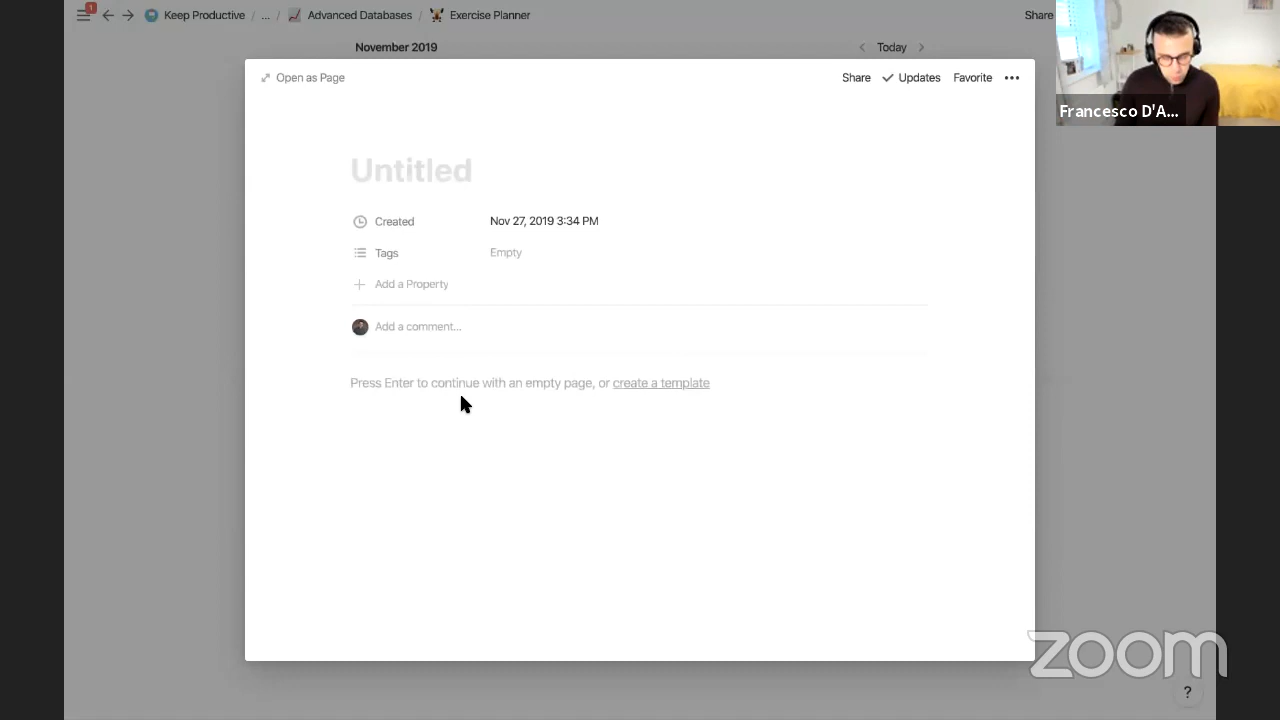 1
Keep Productive / ... / Advanced Databases / Exercise Planner
Share
November 2019
Today
Open as Page
Share Updates Favorite •••
Francesco D'A...
Untitled
Created Nov 27, 2019 3:34 PM
Tags Empty
Add a Property
Add a comment...
Press Enter to continue with an empty page, or create a template
zoom
?